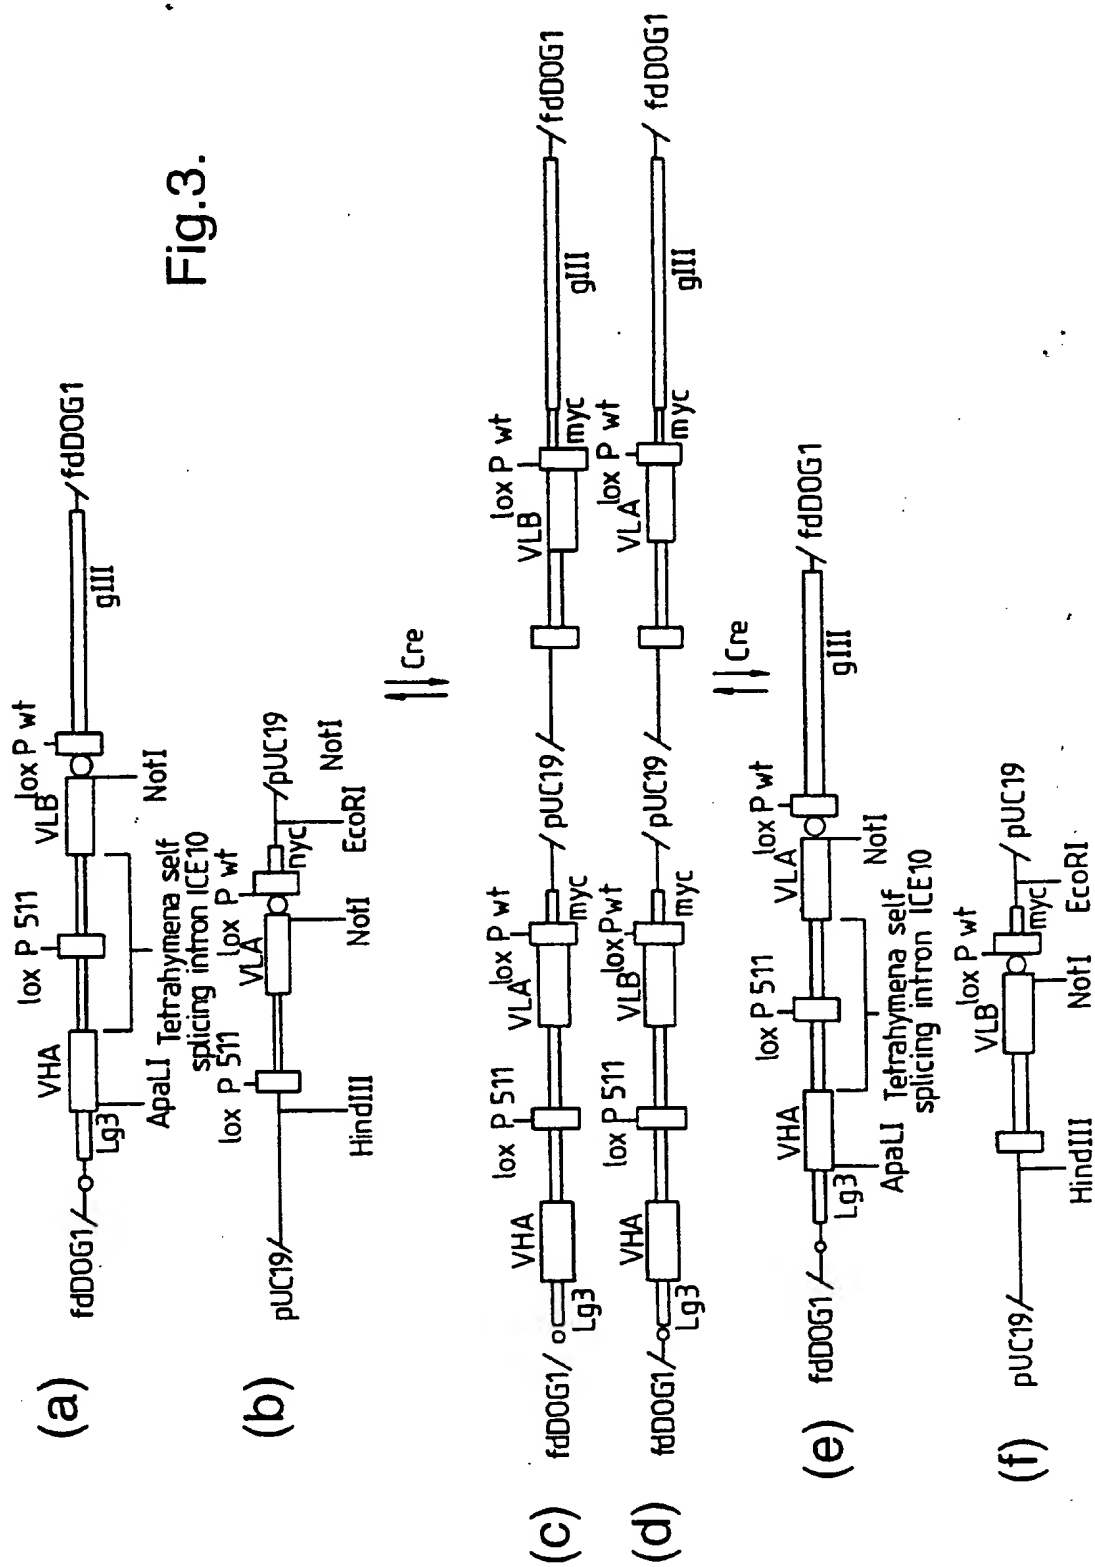 Fig.3.
(a)
fdDOG1
Lg3
ApaLI
VHA
lox P 511
Tetrahymena self
splicing intron ICE10
VLB
NotI
lox P wt
gIII
fdDOG1
(b)
pUC19
HindIII
lox P 511
VLA
NotI
lox P wt
myc
EcoRI
pUC19
NotI
Cre
(c)
fdDOG1
Lg3
VHA
lox P 511
VLA
lox P wt
myc
pUC19
VLB
lox P wt
myc
gIII
fdDOG1
(d)
fdDOG1
Lg3
VHA
lox P 511
VLB
loxP wt
myc
pUC19
VLA
lox P wt
myc
gIII
fdDOG1
Cre
(e)
fdDOG1
Lg3
ApaLI
VHA
lox P 511
Tetrahymena self
splicing intron ICE10
VLA
NotI
lox P wt
gIII
fdDOG1
(f)
pUC19
HindIII
VLB
NotI
lox P wt
myc
EcoRI
pUC19